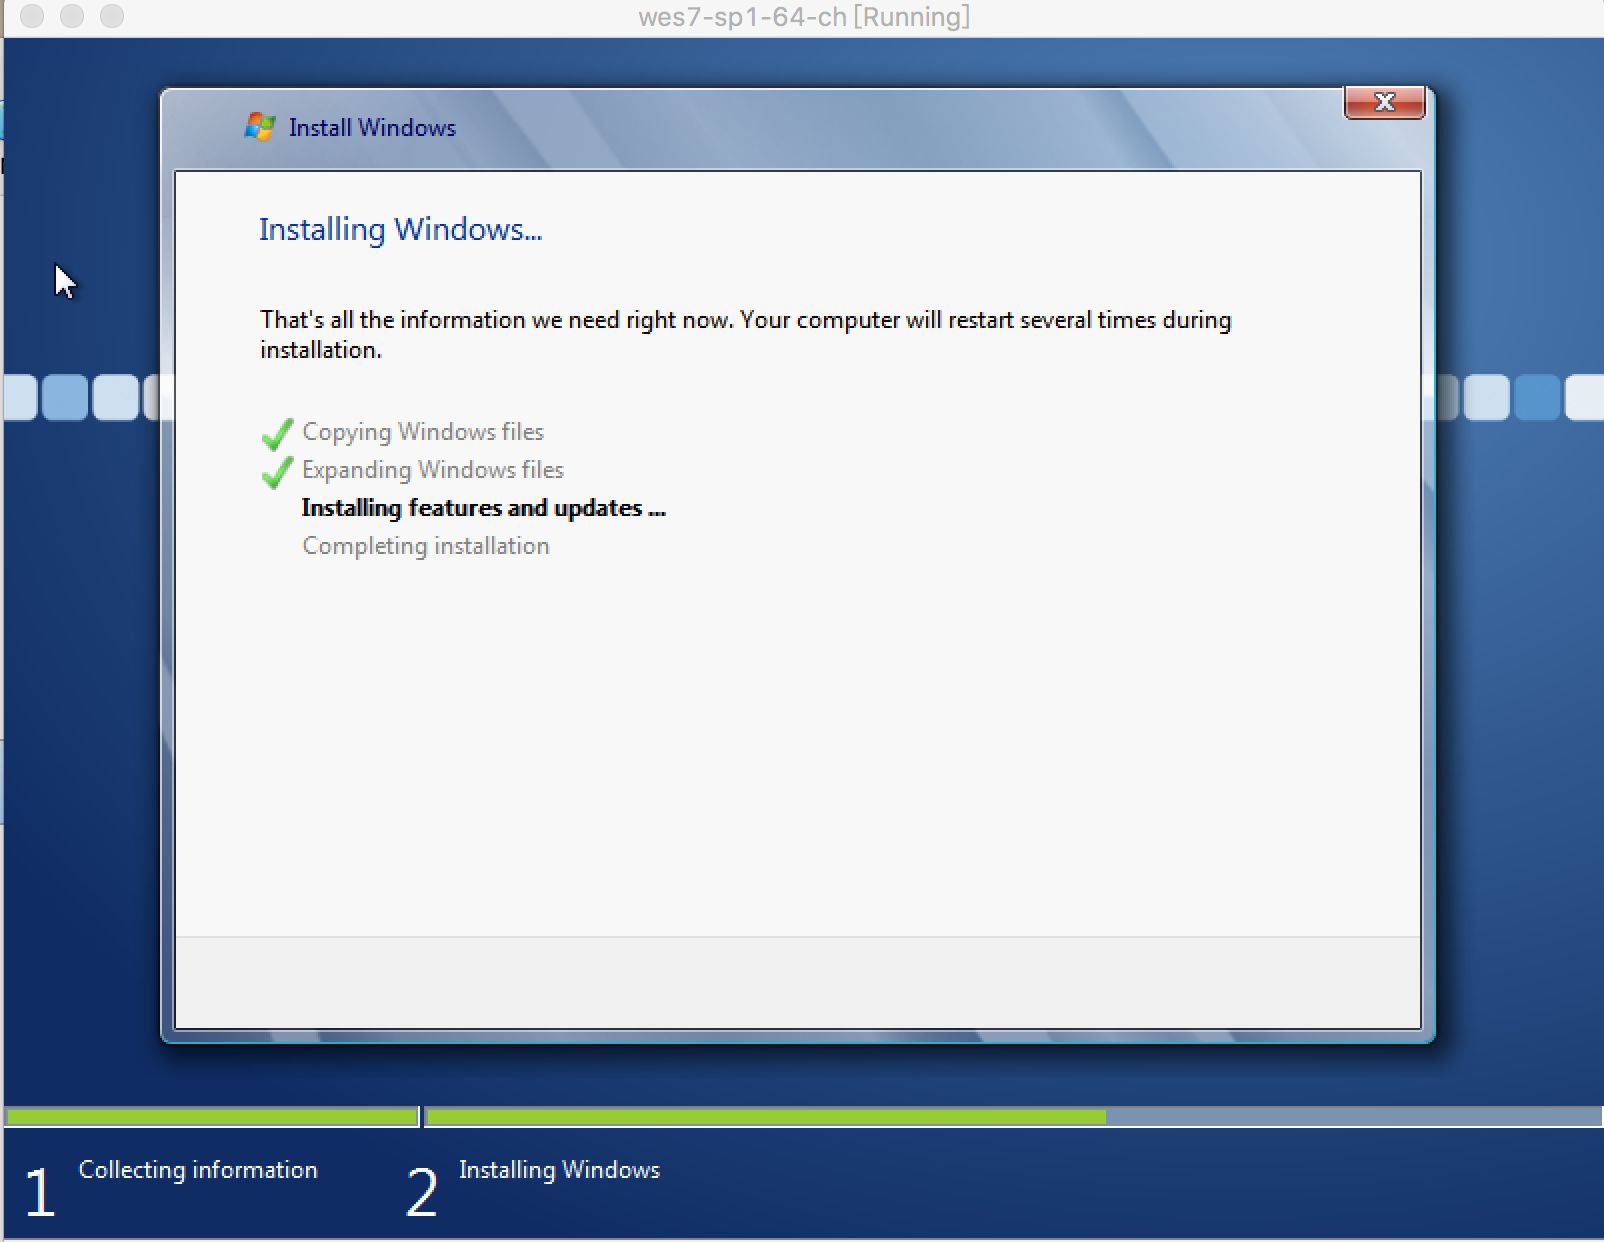 wes7-sp1-64-ch [Running]
Install Windows
Installing Windows...
That's all the information we need right now. Your computer will restart several times during
installation.
Copying Windows files
Expanding Windows files
Installing features and updates ...
Completing installation
1 Collecting information
2 Installing Windows